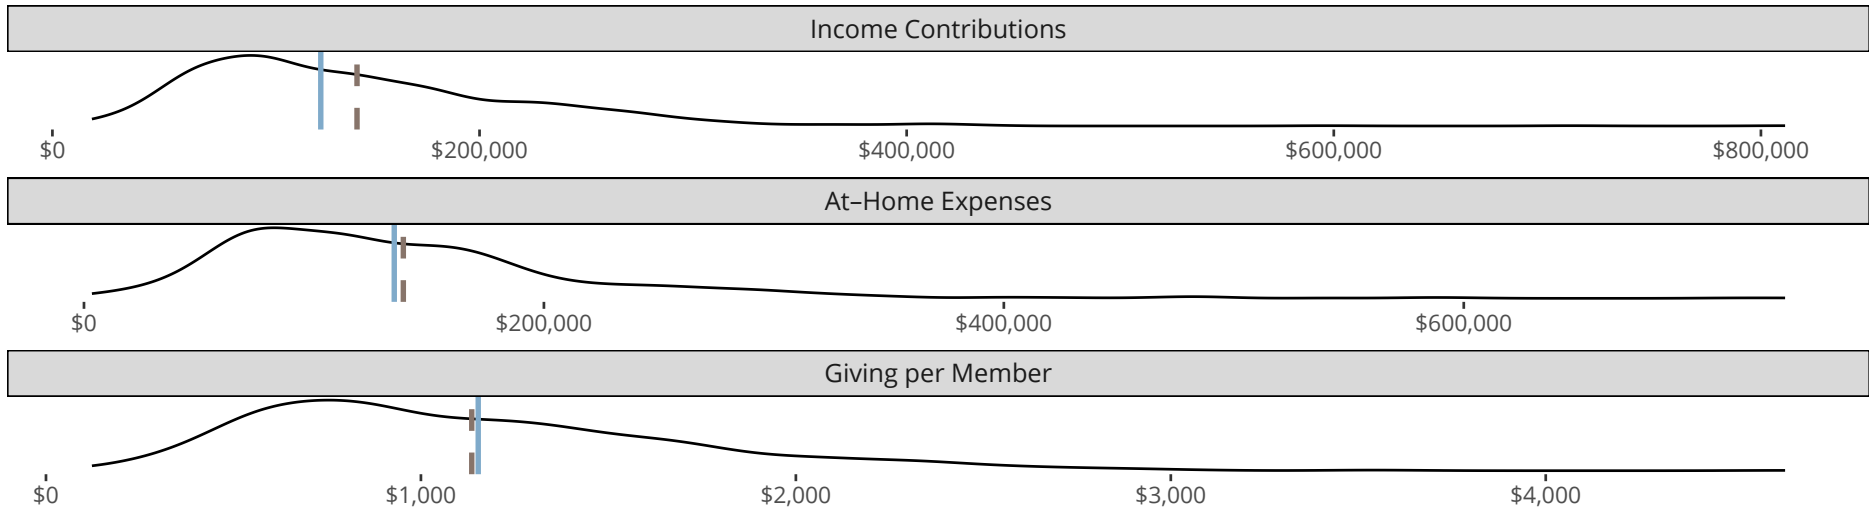 Income Contributions
$0 $200,000 $400,000 $600,000 $800,000
At–Home Expenses
$0 $200,000 $400,000 $600,000
Giving per Member
$0 $1,000 $2,000 $3,000 $4,000